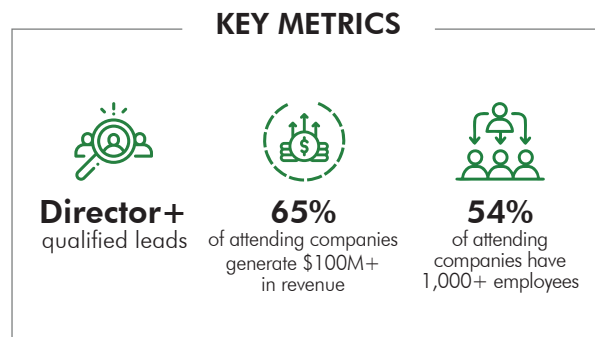 KEY METRICS
Director+
qualified leads
65%
of attending companies
generate $100M+
in revenue
54%
of attending
companies have
1,000+ employees